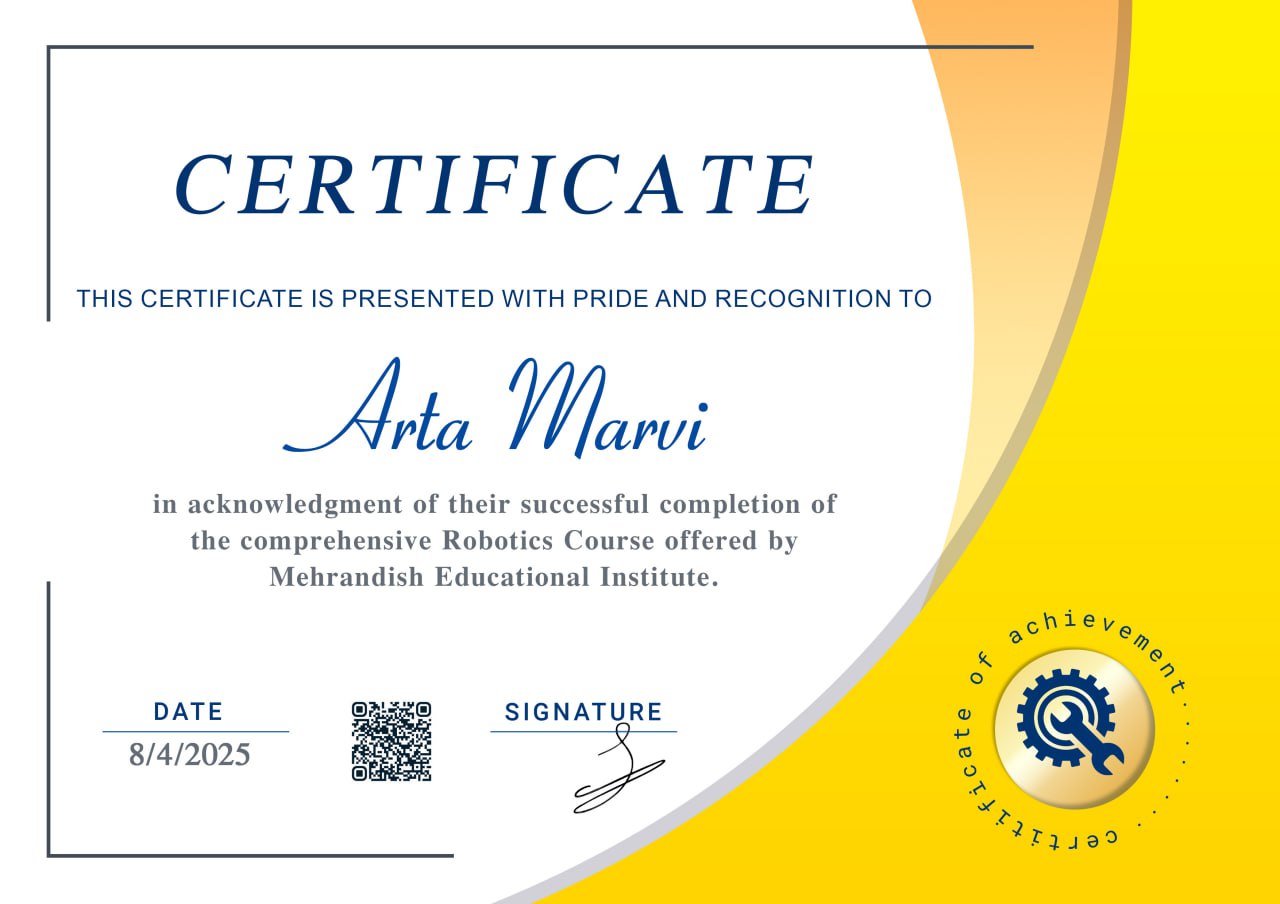 CERTIFICATE
THIS CERTIFICATE IS PRESENTED WITH PRIDE AND RECOGNITION TO
Arta Marvi
in acknowledgment of their successful completion of
the comprehensive Robotics Course offered by
Mehrandish Educational Institute.
DATE
8/4/2025
SIGNATURE
certificate of achievement........